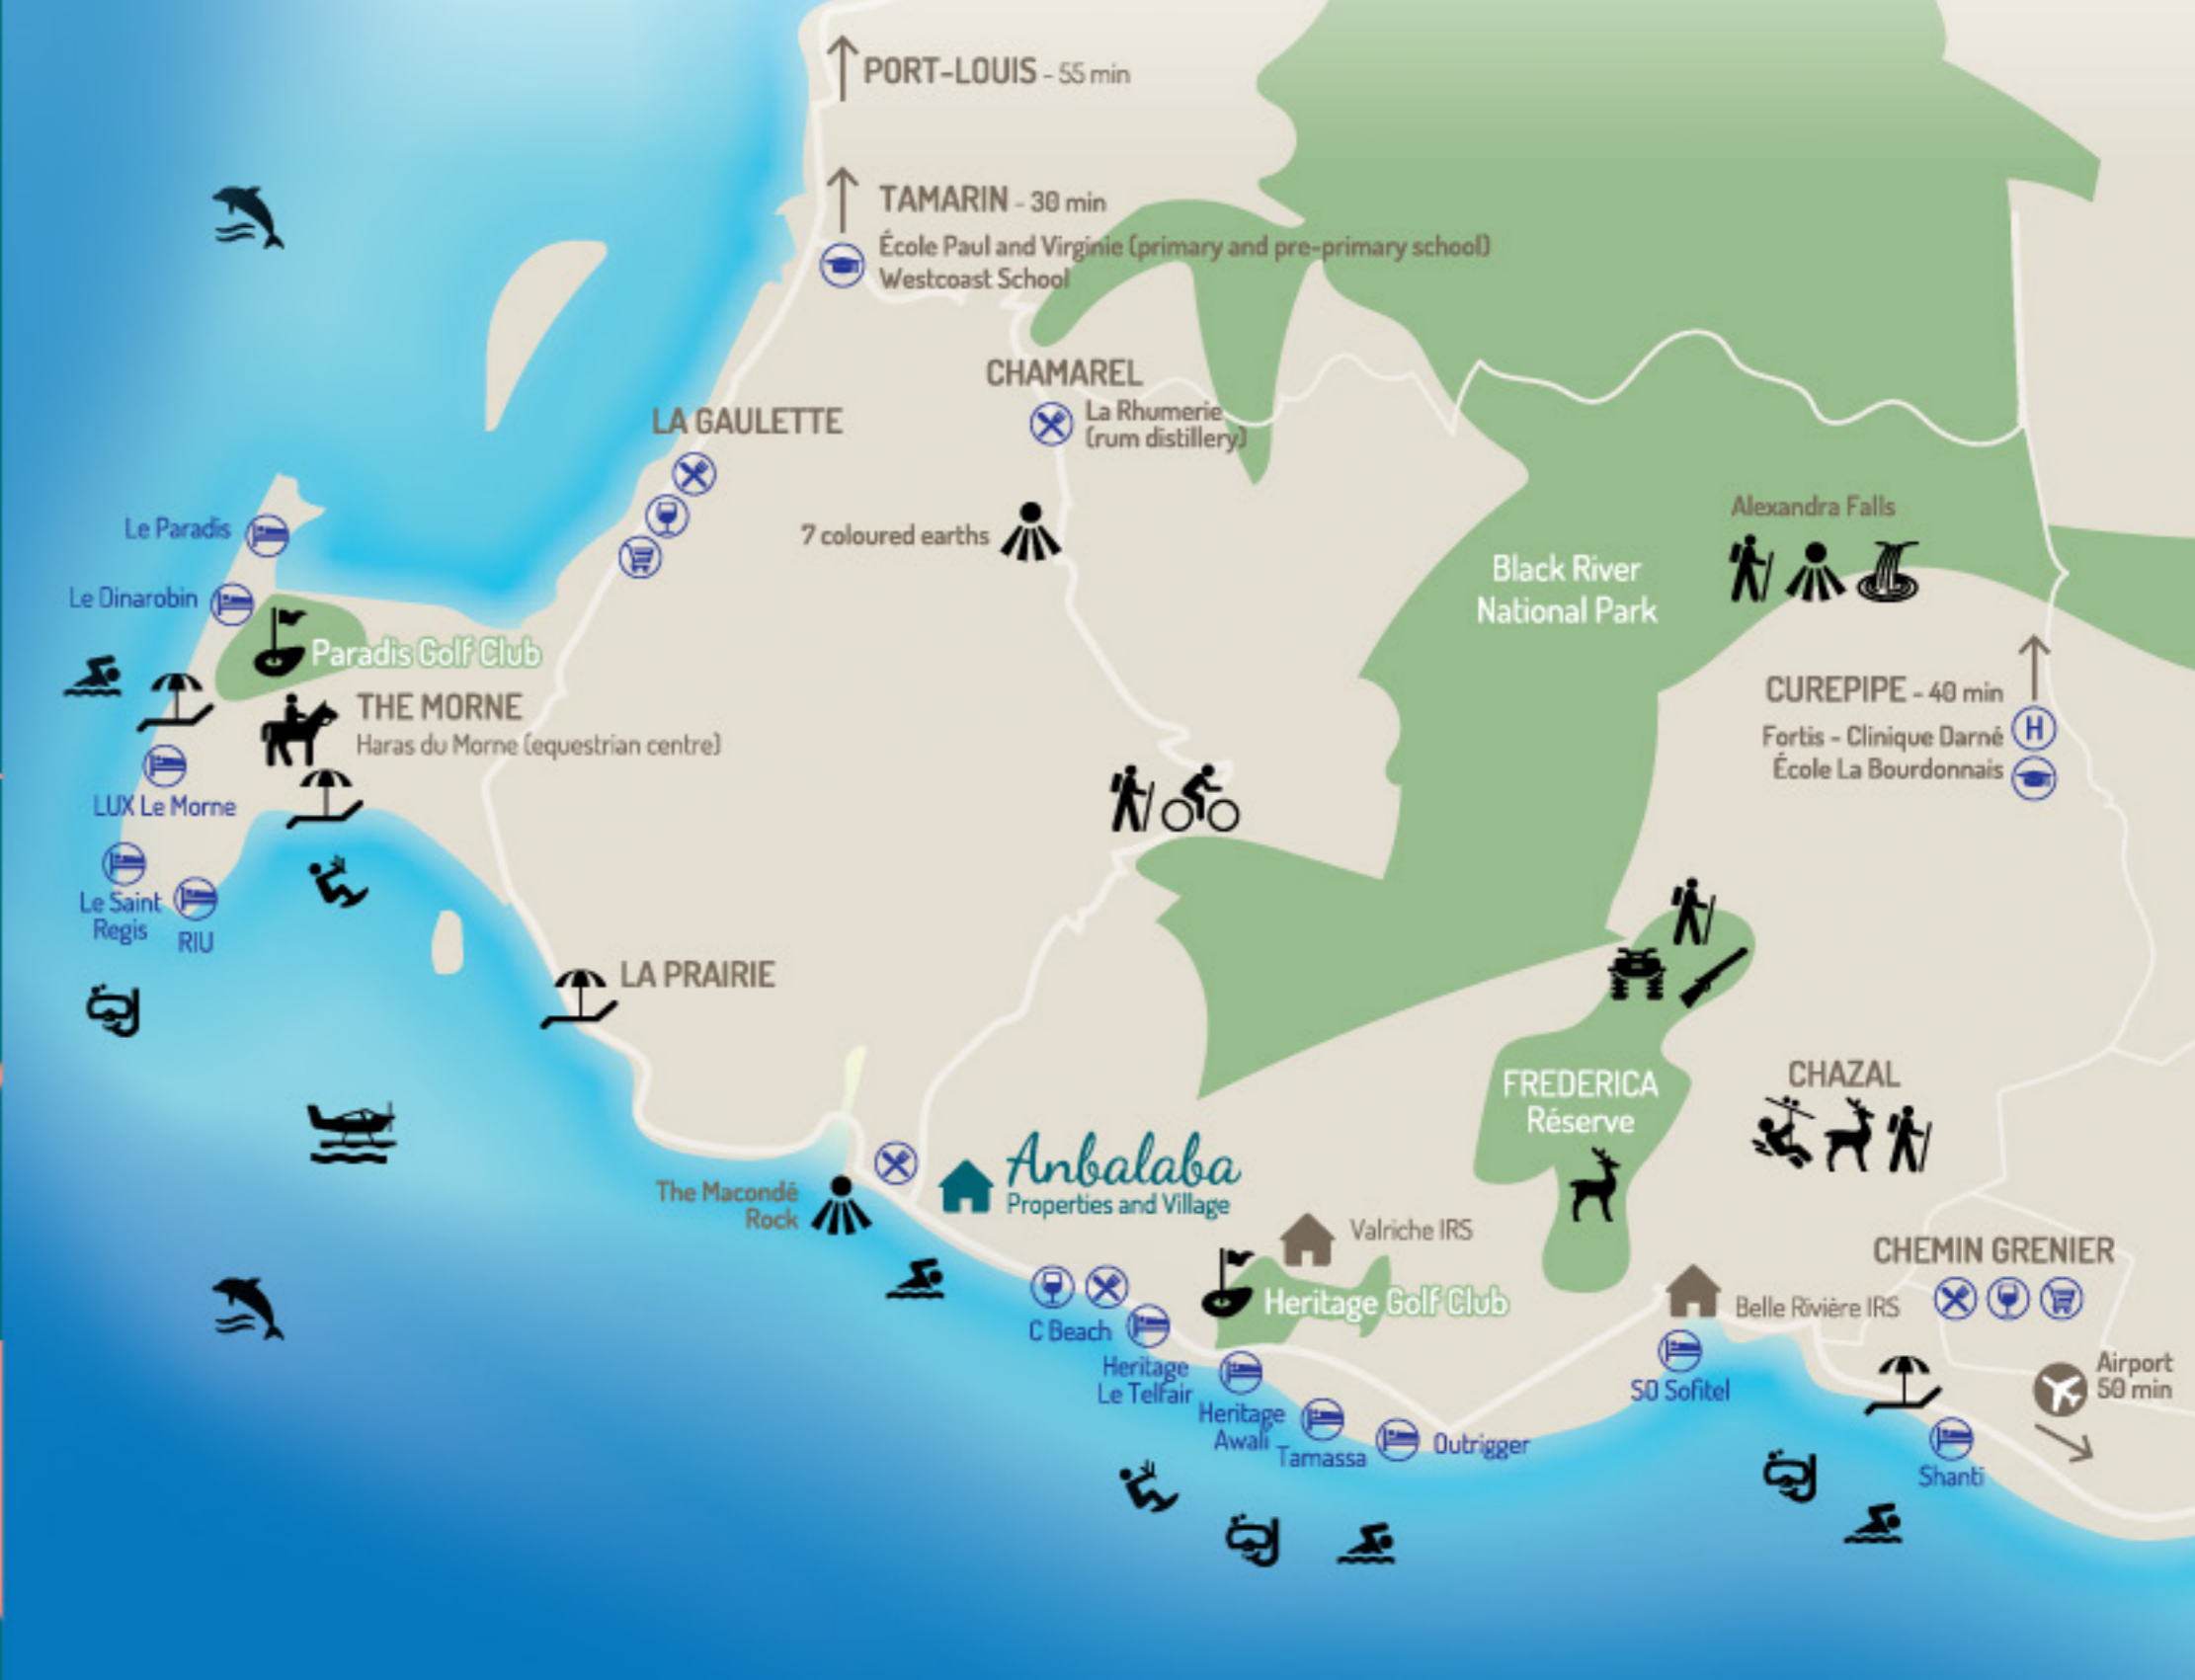 PORT-LOUIS - 55 min
TAMARIN - 30 min
École Paul and Virginie (primary and pre-primary school)
Westcoast School
CHAMAREL
La Rhumerie
(rum distillery)
LA GAULETTE
7 coloured earths
Le Paradis
Le Dinarobin
Paradis Golf Club
THE MORNE
Haras du Morne (equestrian centre)
LUX Le Morne
Le Saint
Regis
RIU
LA PRAIRIE
Alexandra Falls
Black River
National Park
CUREPIPE - 40 min
Fortis - Clinique Darné
H
École La Bourdonnais
FREDERICA
Réserve
CHAZAL
Anbalaba
Properties and Village
The Macondé
Rock
Valriche IRS
Heritage Golf Club
CHEMIN GRENIER
Belle Rivière IRS
C Beach
Heritage
Le Telfair
Heritage
Awali
Tamassa
Outrigger
SO Sofitel
Shanti
Airport
50 min